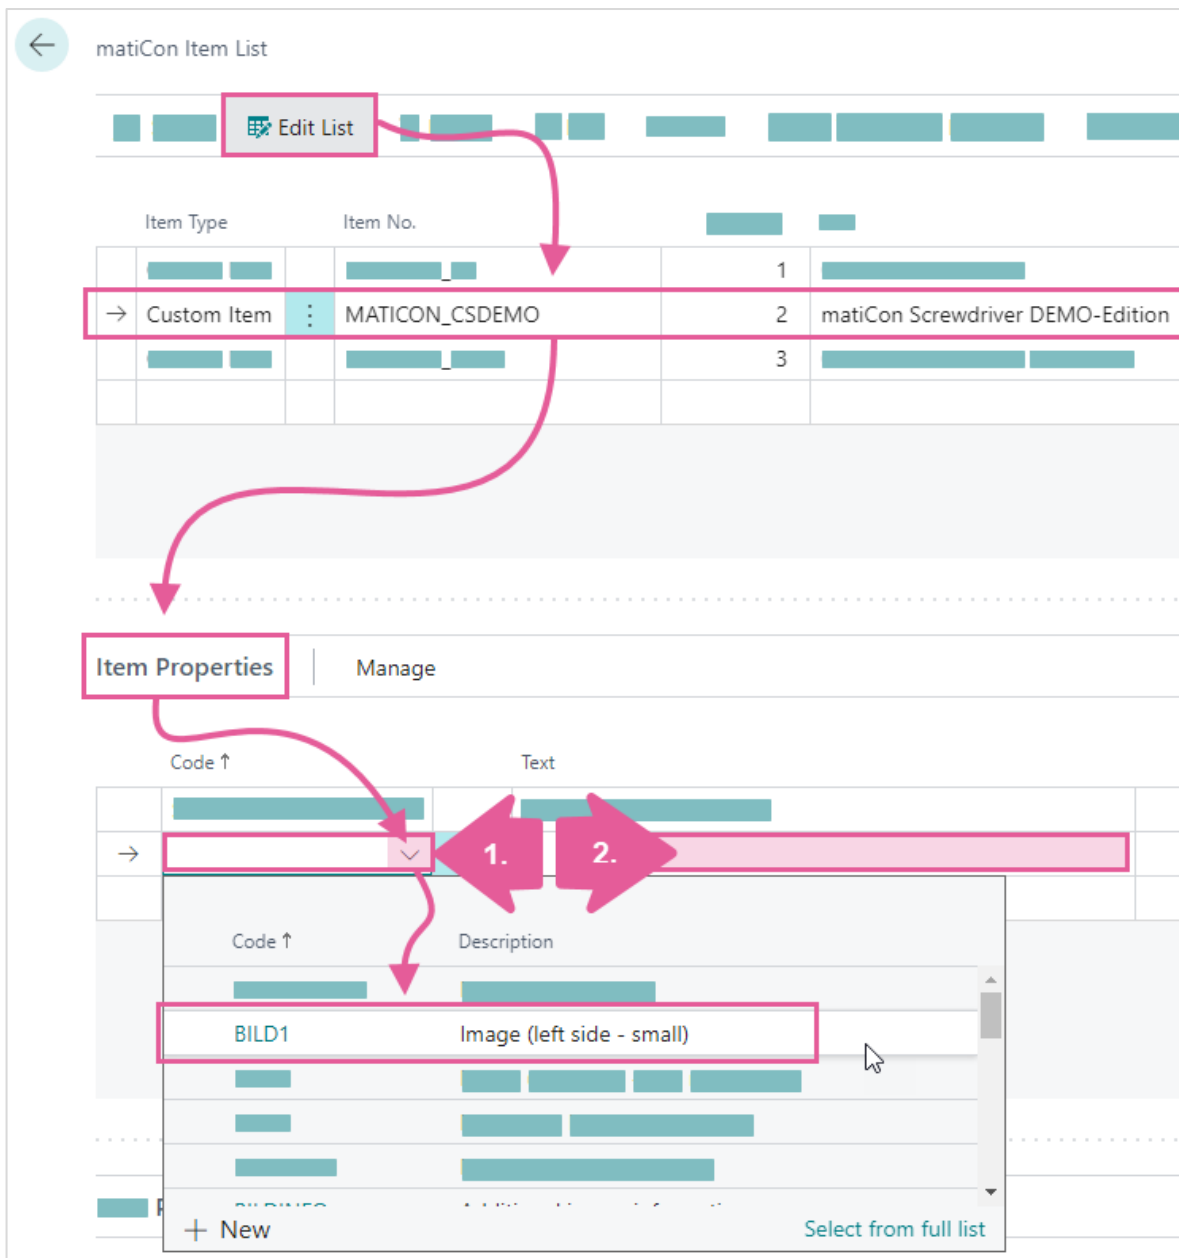 matiCon Item List
Edit List
Item Type Item No.
1
Custom Item MATICON_CSDEMO 2 matiCon Screwdriver DEMO-Edition
3
Item Properties Manage
Code Text
1. 2.
Code Description
BILD1 Image (left side - small)
New Select from full list